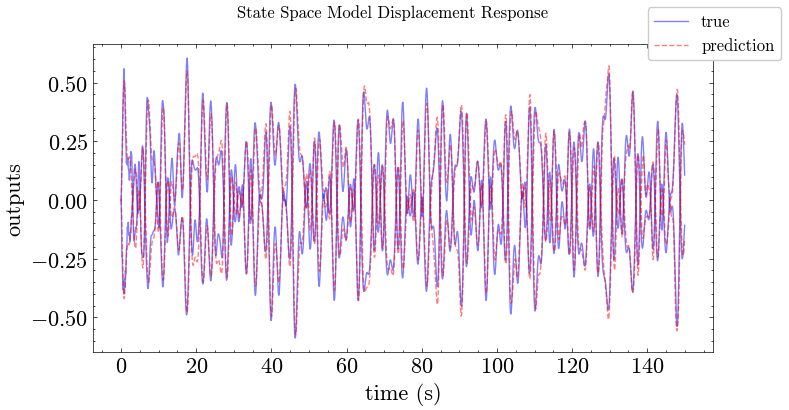 State Space Model Displacement Response
true
prediction
outputs
0.50
0.25
0.00
−0.25
−0.50
0 20 40 60 80 100 120 140
time (s)